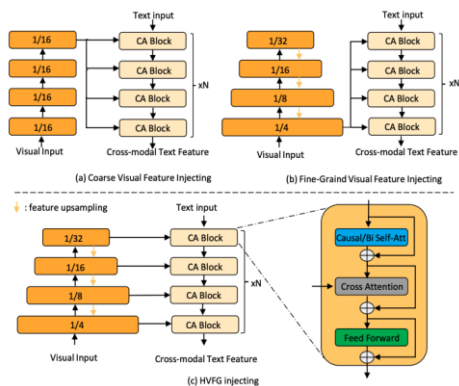 Text input
1/16
CA Block
1/16
CA Block
1/16
CA Block
1/16
CA Block
xN
Visual Input
Cross-modal Text Feature
(a) Coarse Visual Feature Injecting
Text input
1/32
CA Block
1/16
CA Block
1/8
CA Block
1/4
CA Block
xN
Visual Input
Cross-modal Text Feature
(b) Fine-Graind Visual Feature Injecting
: feature upsampling
Text input
1/32
CA Block
1/16
CA Block
1/8
CA Block
1/4
CA Block
xN
Visual Input
Cross-modal Text Feature
Causal/Bi Self-Att
Cross Attention
Feed Forward
(c) HVFG injecting